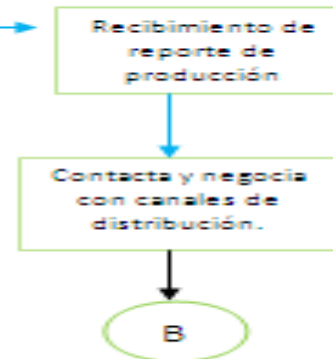 Recibimiento de
reporte de
producción
Contacta y negocia
con canales de
distribución.
B